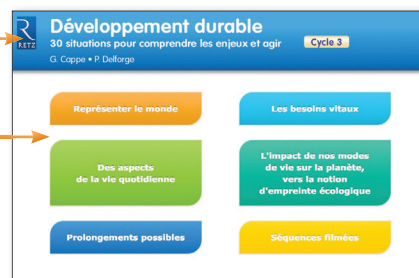 RETZ
Développement durable
30 situations pour comprendre les enjeux et agir
Cycle 3
G. Cappe • P. Delforge
Représenter le monde
Les besoins vitaux
Des aspects
de la vie quotidienne
L'impact de nos modes
de vie sur la planète,
vers la notion
d'empreinte écologique
Prolongements possibles
Séquences filmées